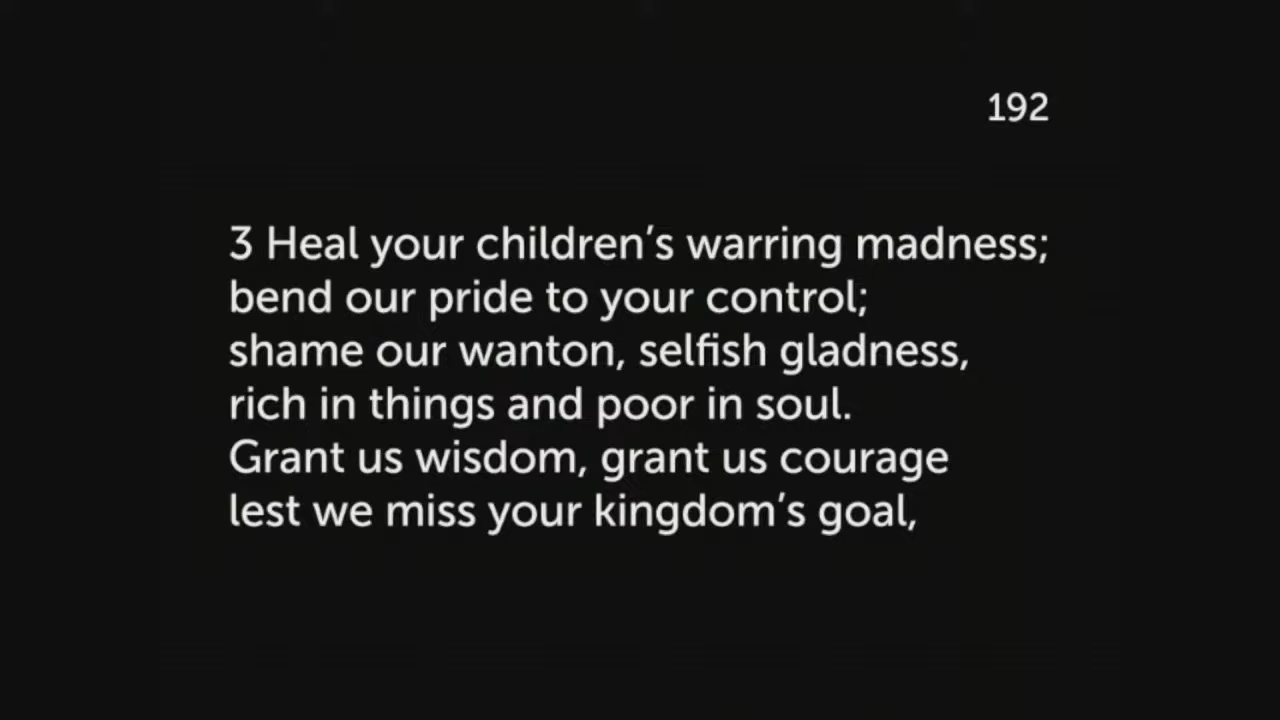 192
3 Heal your children’s warring madness;
bend our pride to your control;
shame our wanton, selfish gladness,
rich in things and poor in soul.
Grant us wisdom, grant us courage
lest we miss your kingdom’s goal,